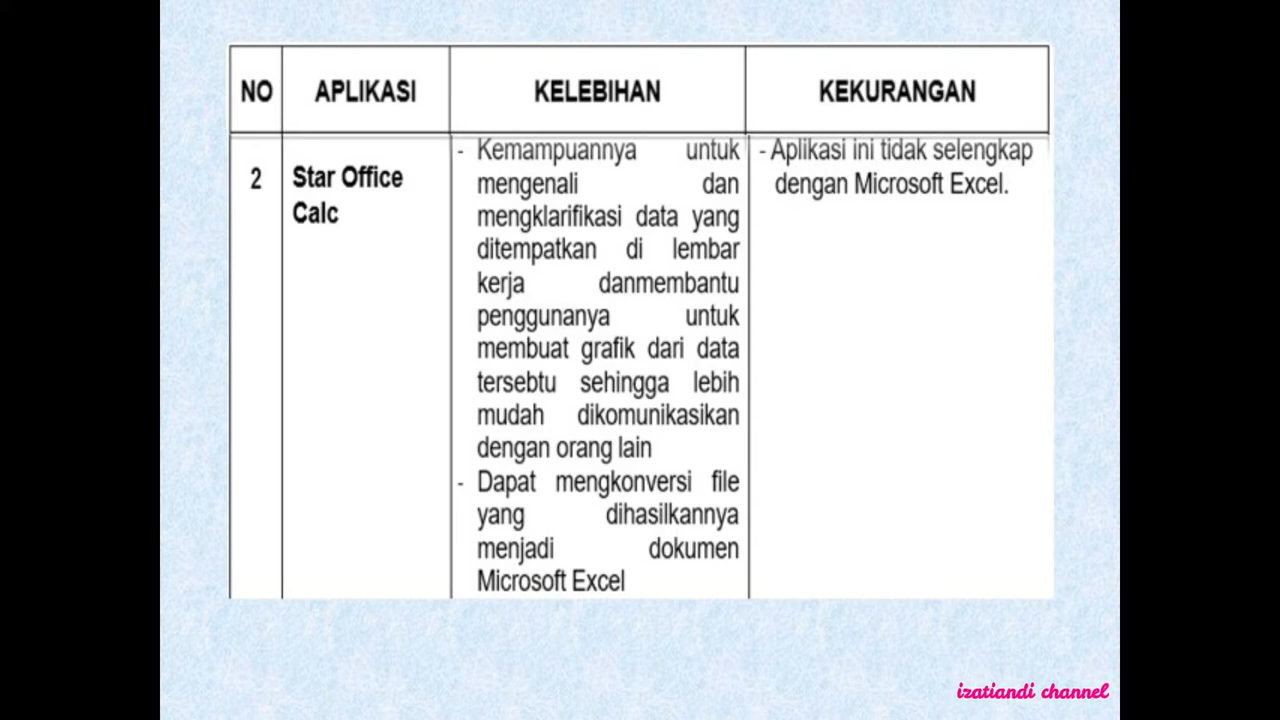 NO APLIKASI KELEBIHAN KEKURANGAN
2 Star Office
Calc
- Kemampuannya untuk
mengenali dan
mengklarifikasi data yang
ditempatkan di lembar
kerja danmembantu
penggunanya untuk
membuat grafik dari data
tersebtu sehingga lebih
mudah dikomunikasikan
dengan orang lain
- Dapat mengkonversi file
yang dihasilkannya
menjadi dokumen
Microsoft Excel
- Aplikasi ini tidak selengkap
dengan Microsoft Excel.
izatiandi channel